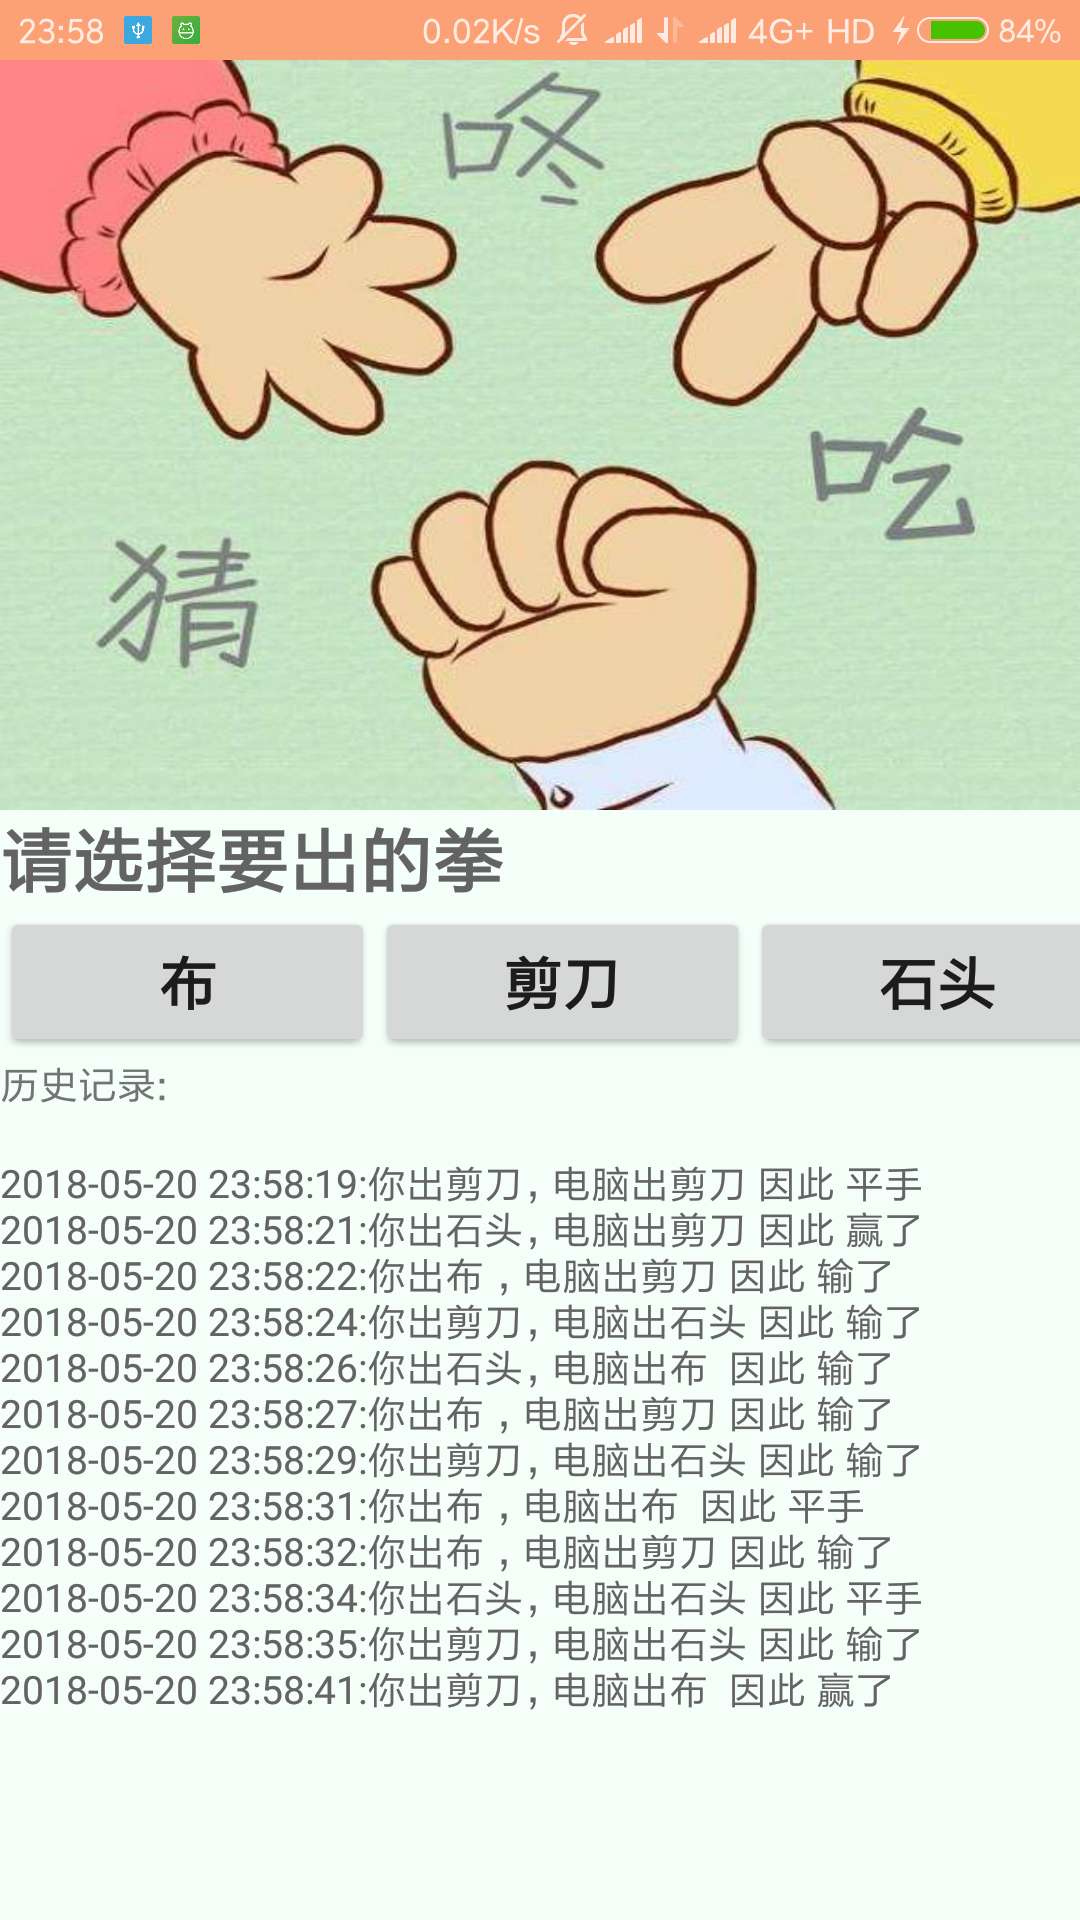 23:58 0.02K/s 4G+ HD 84%
咚
吃
猜
请选择要出的拳
布 剪刀 石头
历史记录:
2018-05-20 23:58:19:你出剪刀，电脑出剪刀 因此 平手
2018-05-20 23:58:21:你出石头，电脑出剪刀 因此 赢了
2018-05-20 23:58:22:你出布 ，电脑出剪刀 因此 输了
2018-05-20 23:58:24:你出剪刀，电脑出石头 因此 输了
2018-05-20 23:58:26:你出石头，电脑出布  因此 输了
2018-05-20 23:58:27:你出布 ，电脑出剪刀 因此 输了
2018-05-20 23:58:29:你出剪刀，电脑出石头 因此 输了
2018-05-20 23:58:31:你出布 ，电脑出布  因此 平手
2018-05-20 23:58:32:你出布 ，电脑出剪刀 因此 输了
2018-05-20 23:58:34:你出石头，电脑出石头 因此 平手
2018-05-20 23:58:35:你出剪刀，电脑出石头 因此 输了
2018-05-20 23:58:41:你出剪刀，电脑出布  因此 赢了